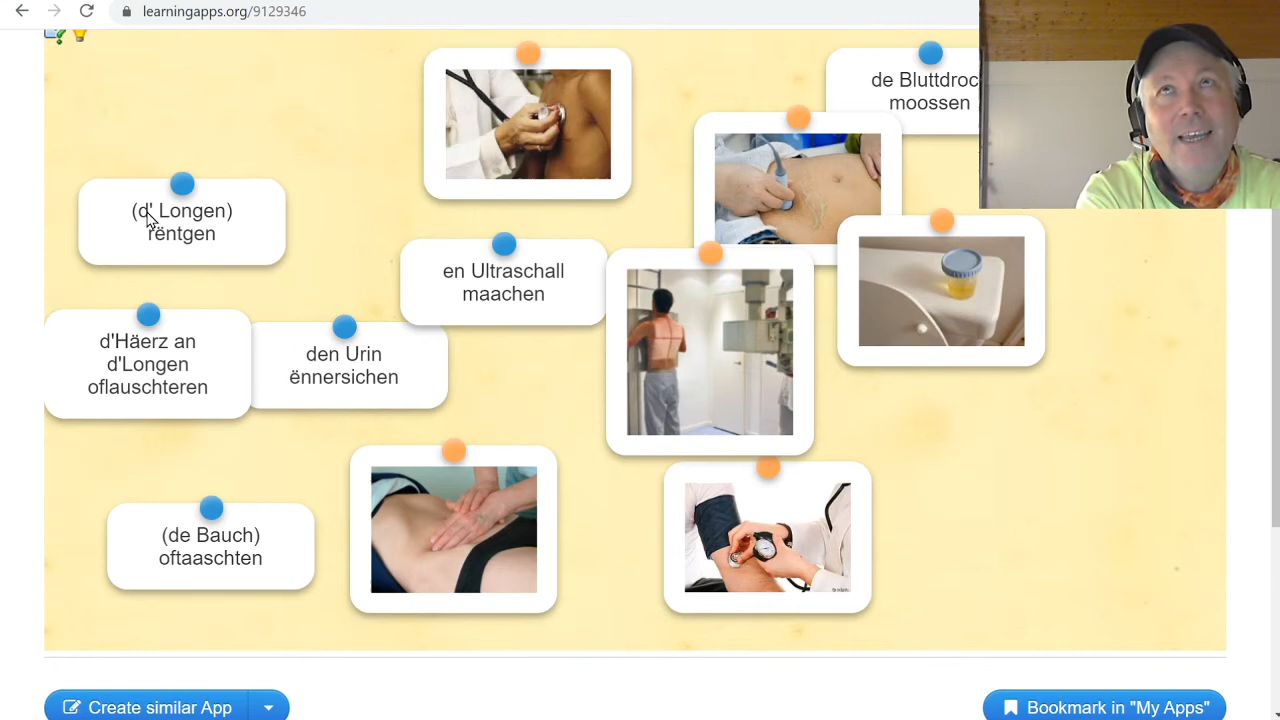 learningapps.org/9129346
de Bluttdroc
moossen
(d' Longen)
rëntgen
en Ultraschall
maachen
d'Häerz an
d'Longen
oflauschteren
den Urin
ënnersichen
(de Bauch)
oftaaschten
Create similar App
Bookmark in "My Apps"